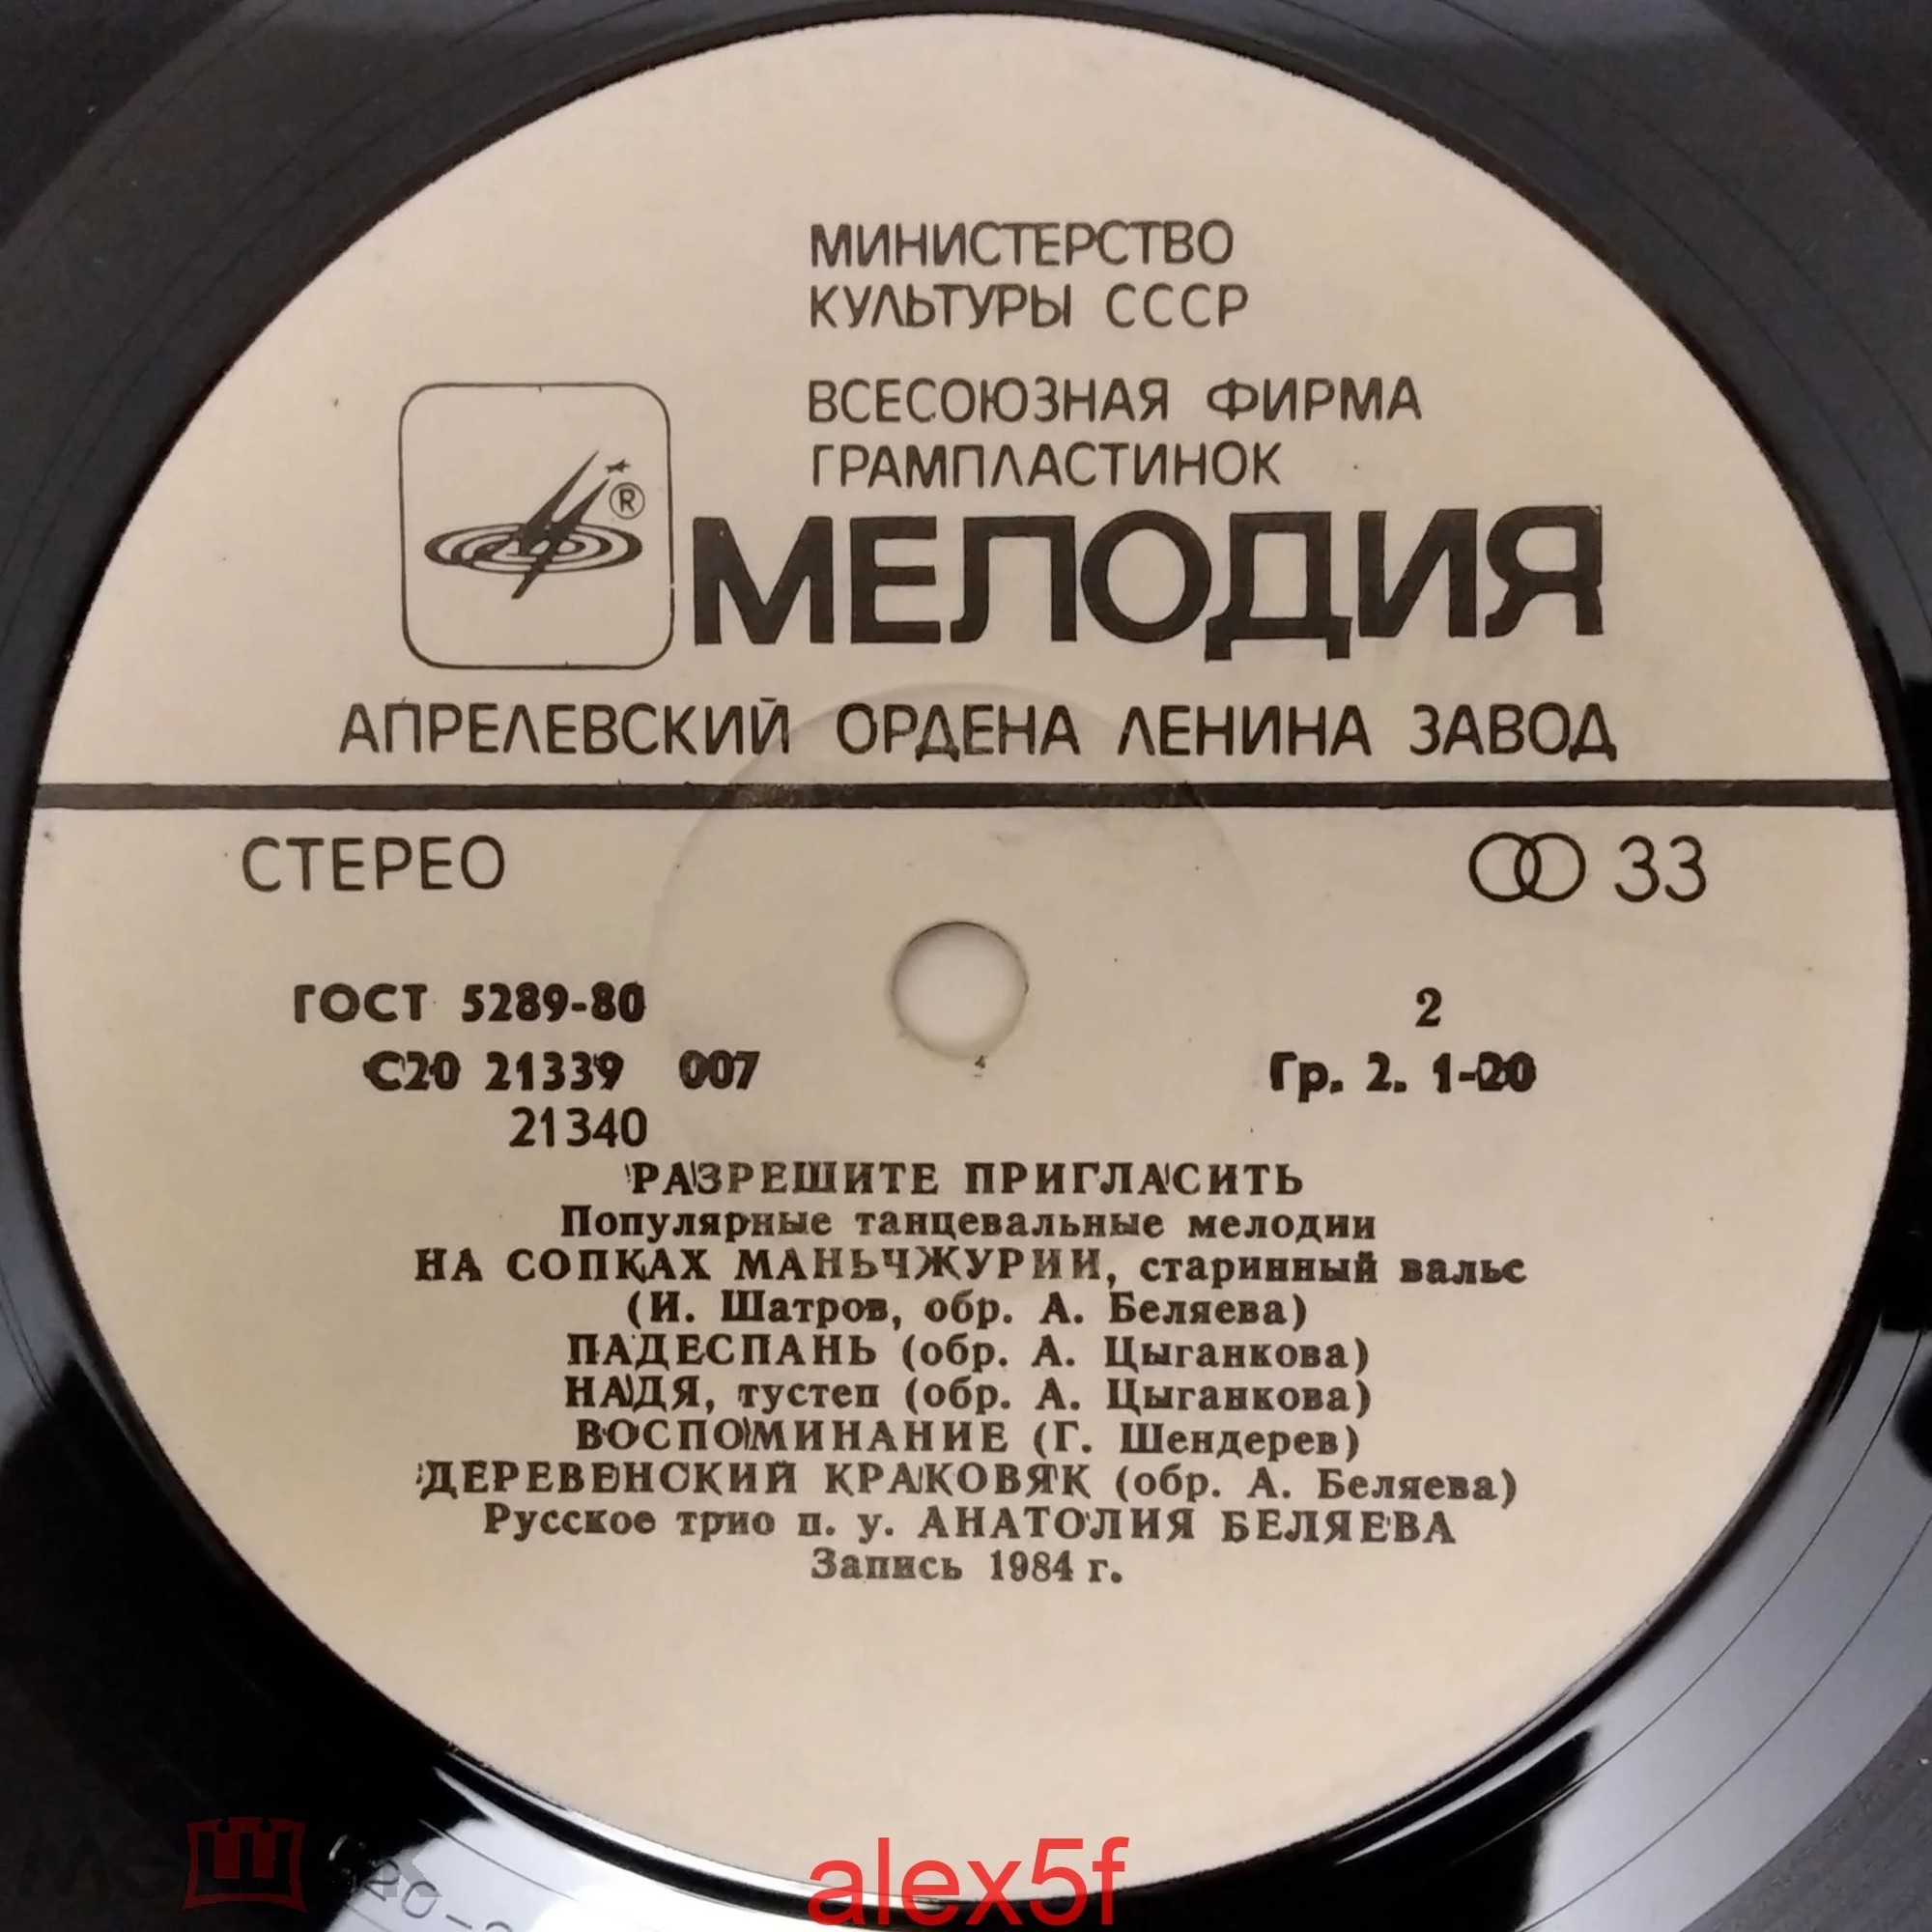 МИНИСТЕРСТВО
КУЛЬТУРЫ СССР
ВСЕСОЮЗНАЯ ФИРМА
ГРАМПЛАСТИНОК
®
МЕЛОДИЯ
АПРЕЛЕВСКИЙ ОРДЕНА ЛЕНИНА ЗАВОД
СТЕРЕО 33
ГОСТ 5289-80 2
С20 21339 007 Гр. 2. 1-20
21340
РАЗРЕШИТЕ ПРИГЛАСИТЬ
Популярные танцевальные мелодии
НА СОПКАХ МАНЬЧЖУРИИ, старинный вальс
(И. Шатров, обр. А. Беляева)
ПАДЕСПАНЬ (обр. А. Цыганкова)
НАДЯ, тустеп (обр. А. Цыганкова)
ВОСПОМИНАНИЕ (Г. Шендерев)
ДЕРЕВЕНСКИЙ КРАКОВЯК (обр. А. Беляева)
Русское трио п. у. АНАТОЛИЯ БЕЛЯЕВА
Запись 1984 г.
alex5f